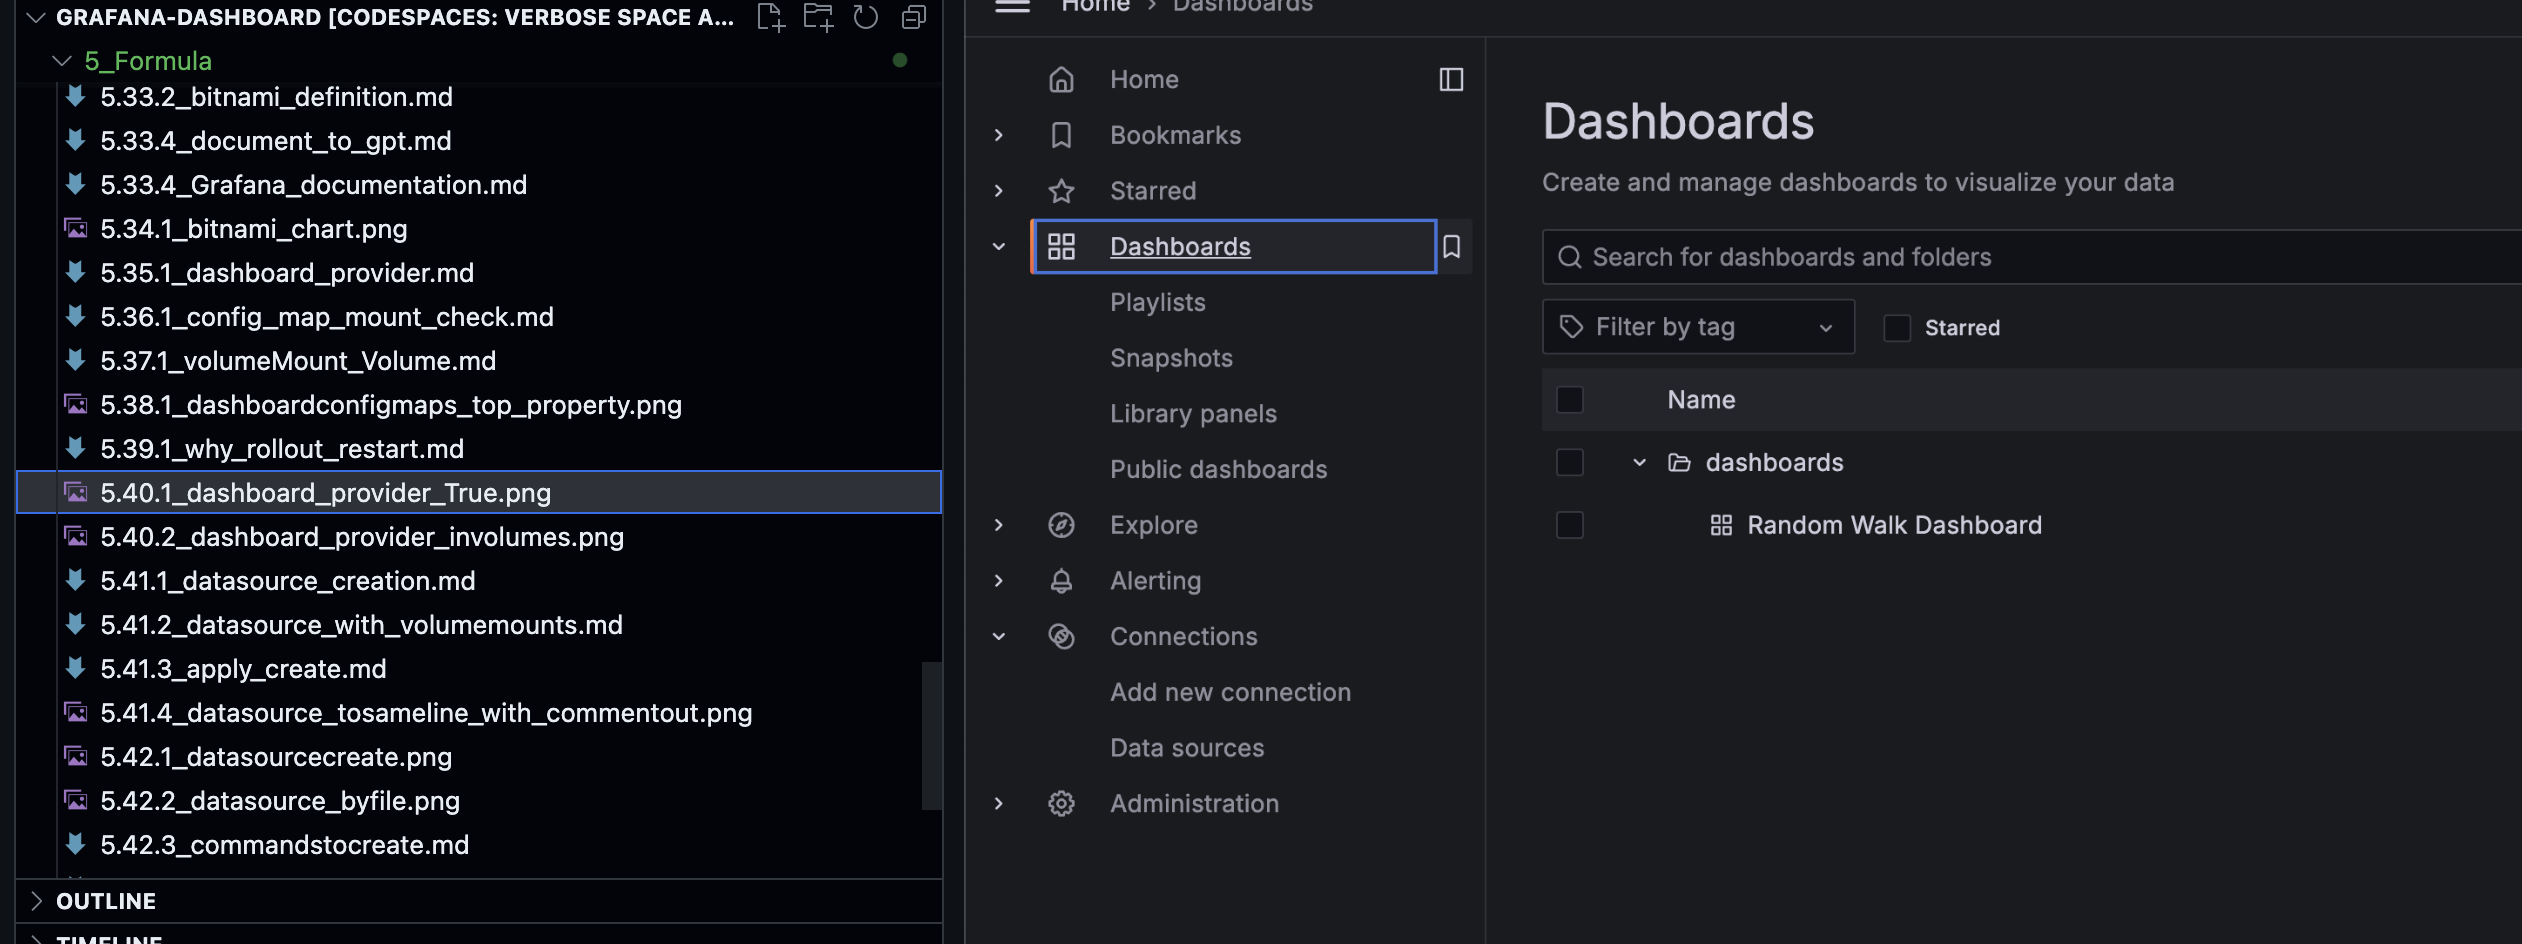 GRAFANA-DASHBOARD [CODESPACES: VERBOSE SPACE A...
5_Formula
5.33.2_bitnami_definition.md
5.33.4_document_to_gpt.md
5.33.4_Grafana_documentation.md
5.34.1_bitnami_chart.png
5.35.1_dashboard_provider.md
5.36.1_config_map_mount_check.md
5.37.1_volumeMount_Volume.md
5.38.1_dashboardconfigmaps_top_property.png
5.39.1_why_rollout_restart.md
5.40.1_dashboard_provider_True.png
5.40.2_dashboard_provider_involumes.png
5.41.1_datasource_creation.md
5.41.2_datasource_with_volumemounts.md
5.41.3_apply_create.md
5.41.4_datasource_tosameline_with_commentout.png
5.42.1_datasourcecreate.png
5.42.2_datasource_byfile.png
5.42.3_commandstocreate.md
OUTLINE
TIMELINE
Home > Dashboards
Home
Bookmarks
Starred
Dashboards
Playlists
Snapshots
Library panels
Public dashboards
Explore
Alerting
Connections
Add new connection
Data sources
Administration
Dashboards
Create and manage dashboards to visualize your data
Search for dashboards and folders
Filter by tag
Starred
Name
dashboards
Random Walk Dashboard